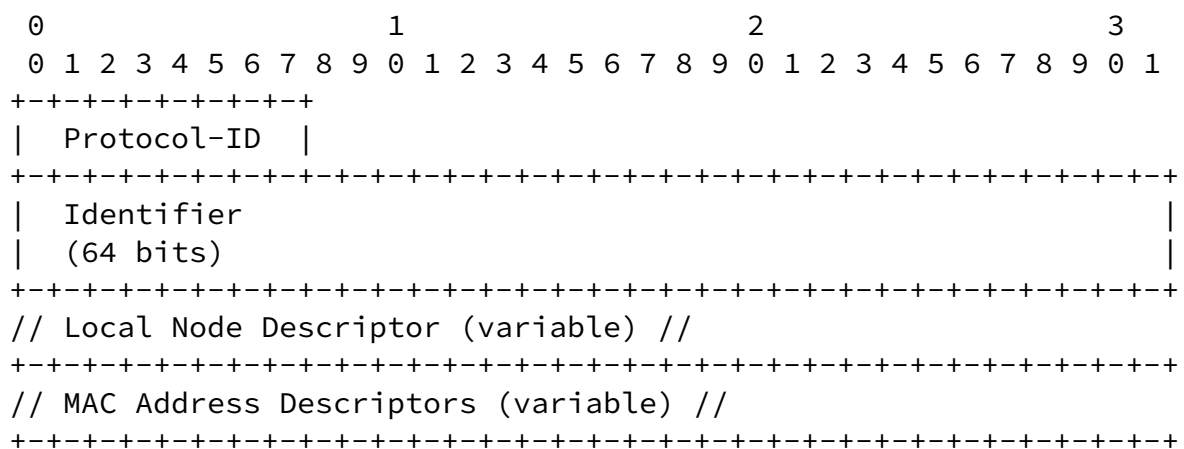 0                   1                   2                   3
 0 1 2 3 4 5 6 7 8 9 0 1 2 3 4 5 6 7 8 9 0 1 2 3 4 5 6 7 8 9 0 1
+-+-+-+-+-+-+-+-+
|  Protocol-ID  |
+-+-+-+-+-+-+-+-+-+-+-+-+-+-+-+-+-+-+-+-+-+-+-+-+-+-+-+-+-+-+-+-+
|  Identifier                                                   |
|  (64 bits)                                                    |
+-+-+-+-+-+-+-+-+-+-+-+-+-+-+-+-+-+-+-+-+-+-+-+-+-+-+-+-+-+-+-+-+
// Local Node Descriptor (variable) //
+-+-+-+-+-+-+-+-+-+-+-+-+-+-+-+-+-+-+-+-+-+-+-+-+-+-+-+-+-+-+-+-+
// MAC Address Descriptors (variable) //
+-+-+-+-+-+-+-+-+-+-+-+-+-+-+-+-+-+-+-+-+-+-+-+-+-+-+-+-+-+-+-+-+